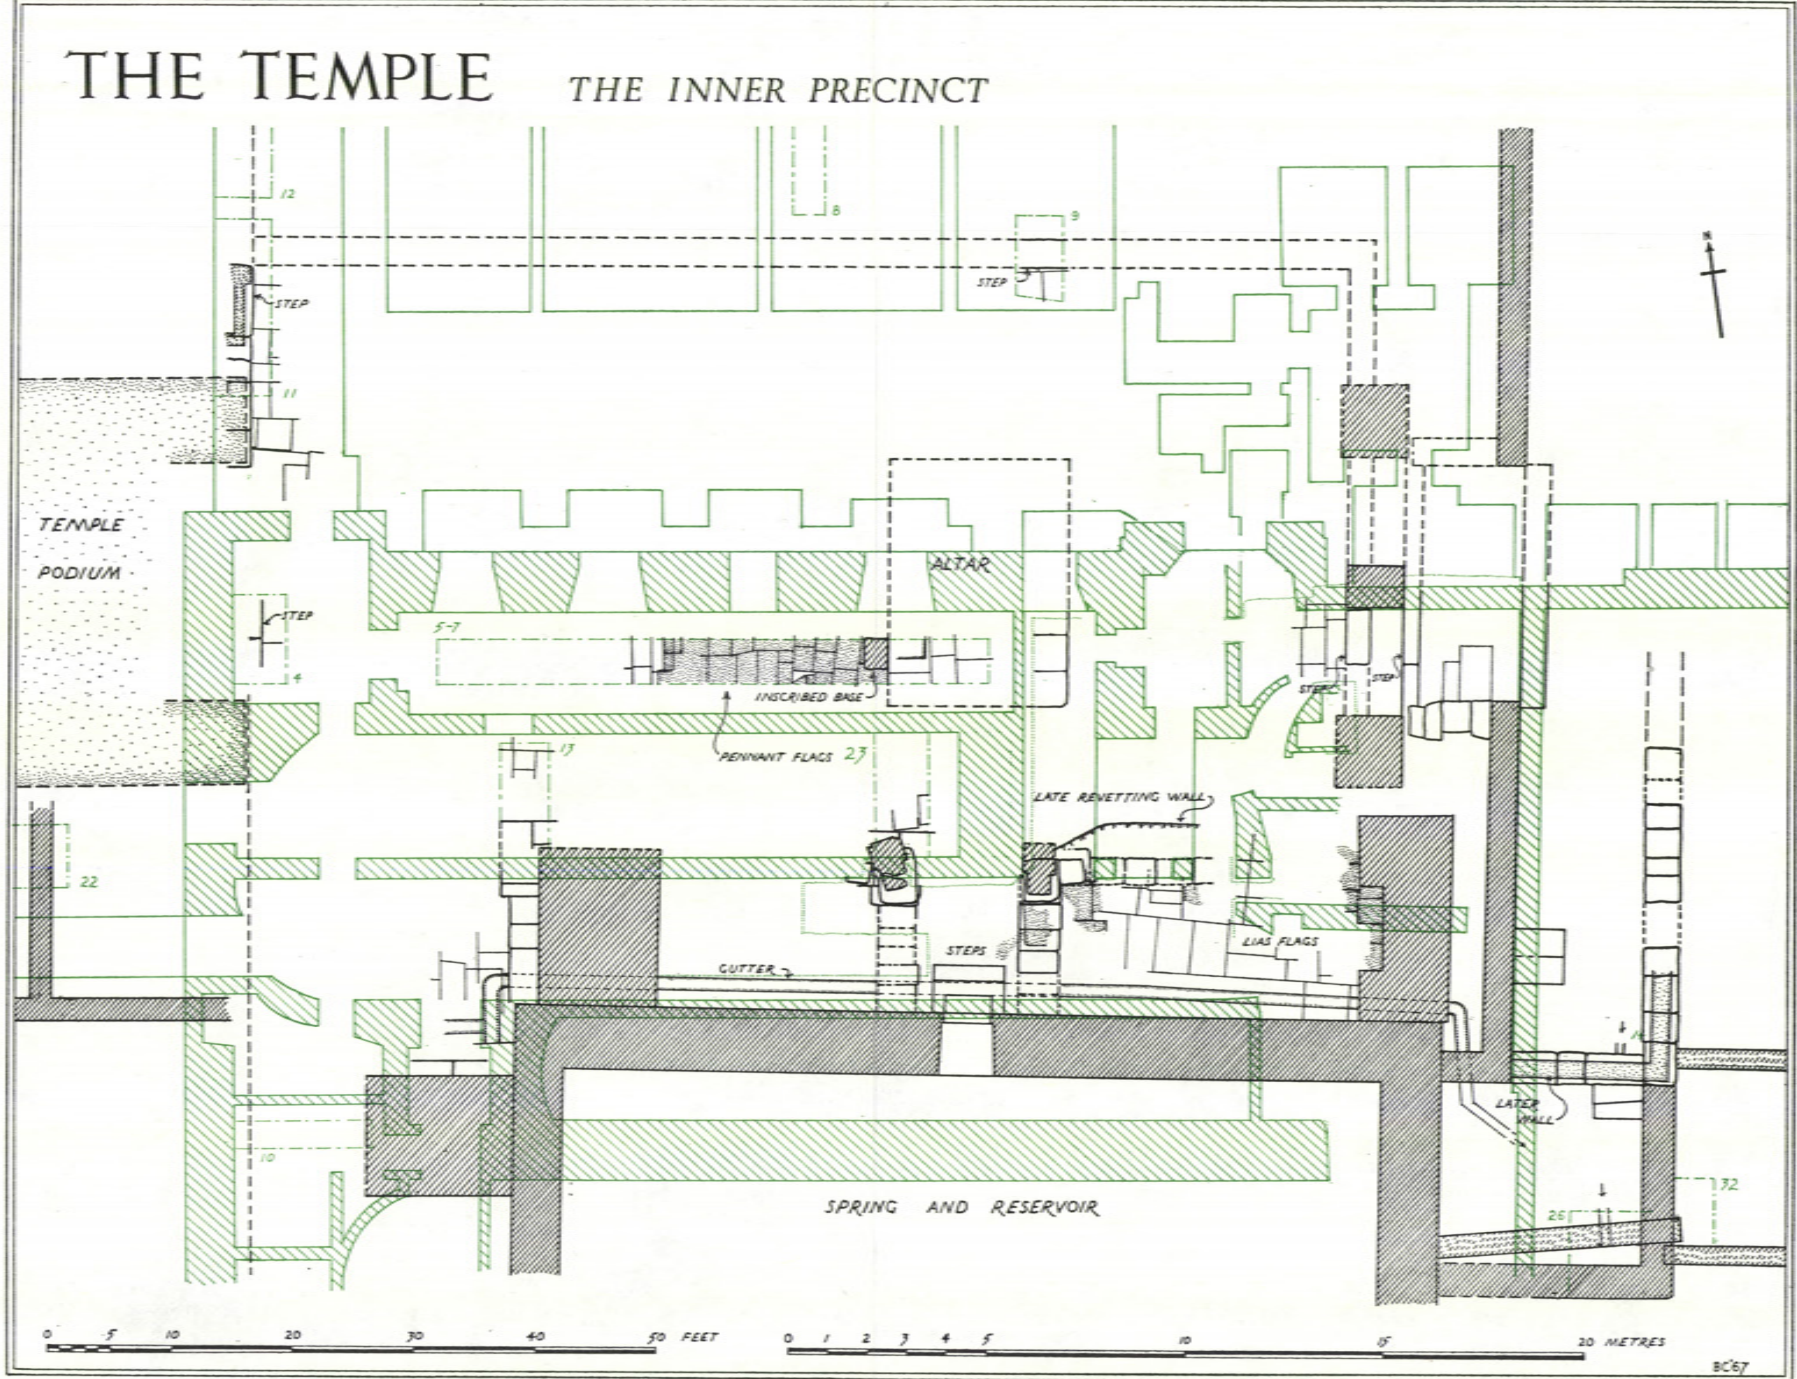 THE TEMPLE THE INNER PRECINCT
12
8
9
STEP
STEP
11
TEMPLE
PODIUM
ALTAR
STEP
5-7
4
INSCRIBED BASE
STEP
STEP
PENNANT FLAGS
23
13
LATE REVETTING WALL
22
LIAS FLAGS
STEPS
GUTTER
LATER
WALL
10
32
26
SPRING AND RESERVOIR
0 5 10 20 30 40 50 FEET
0 1 2 3 4 5 10 15 20 METRES
BC'67
N